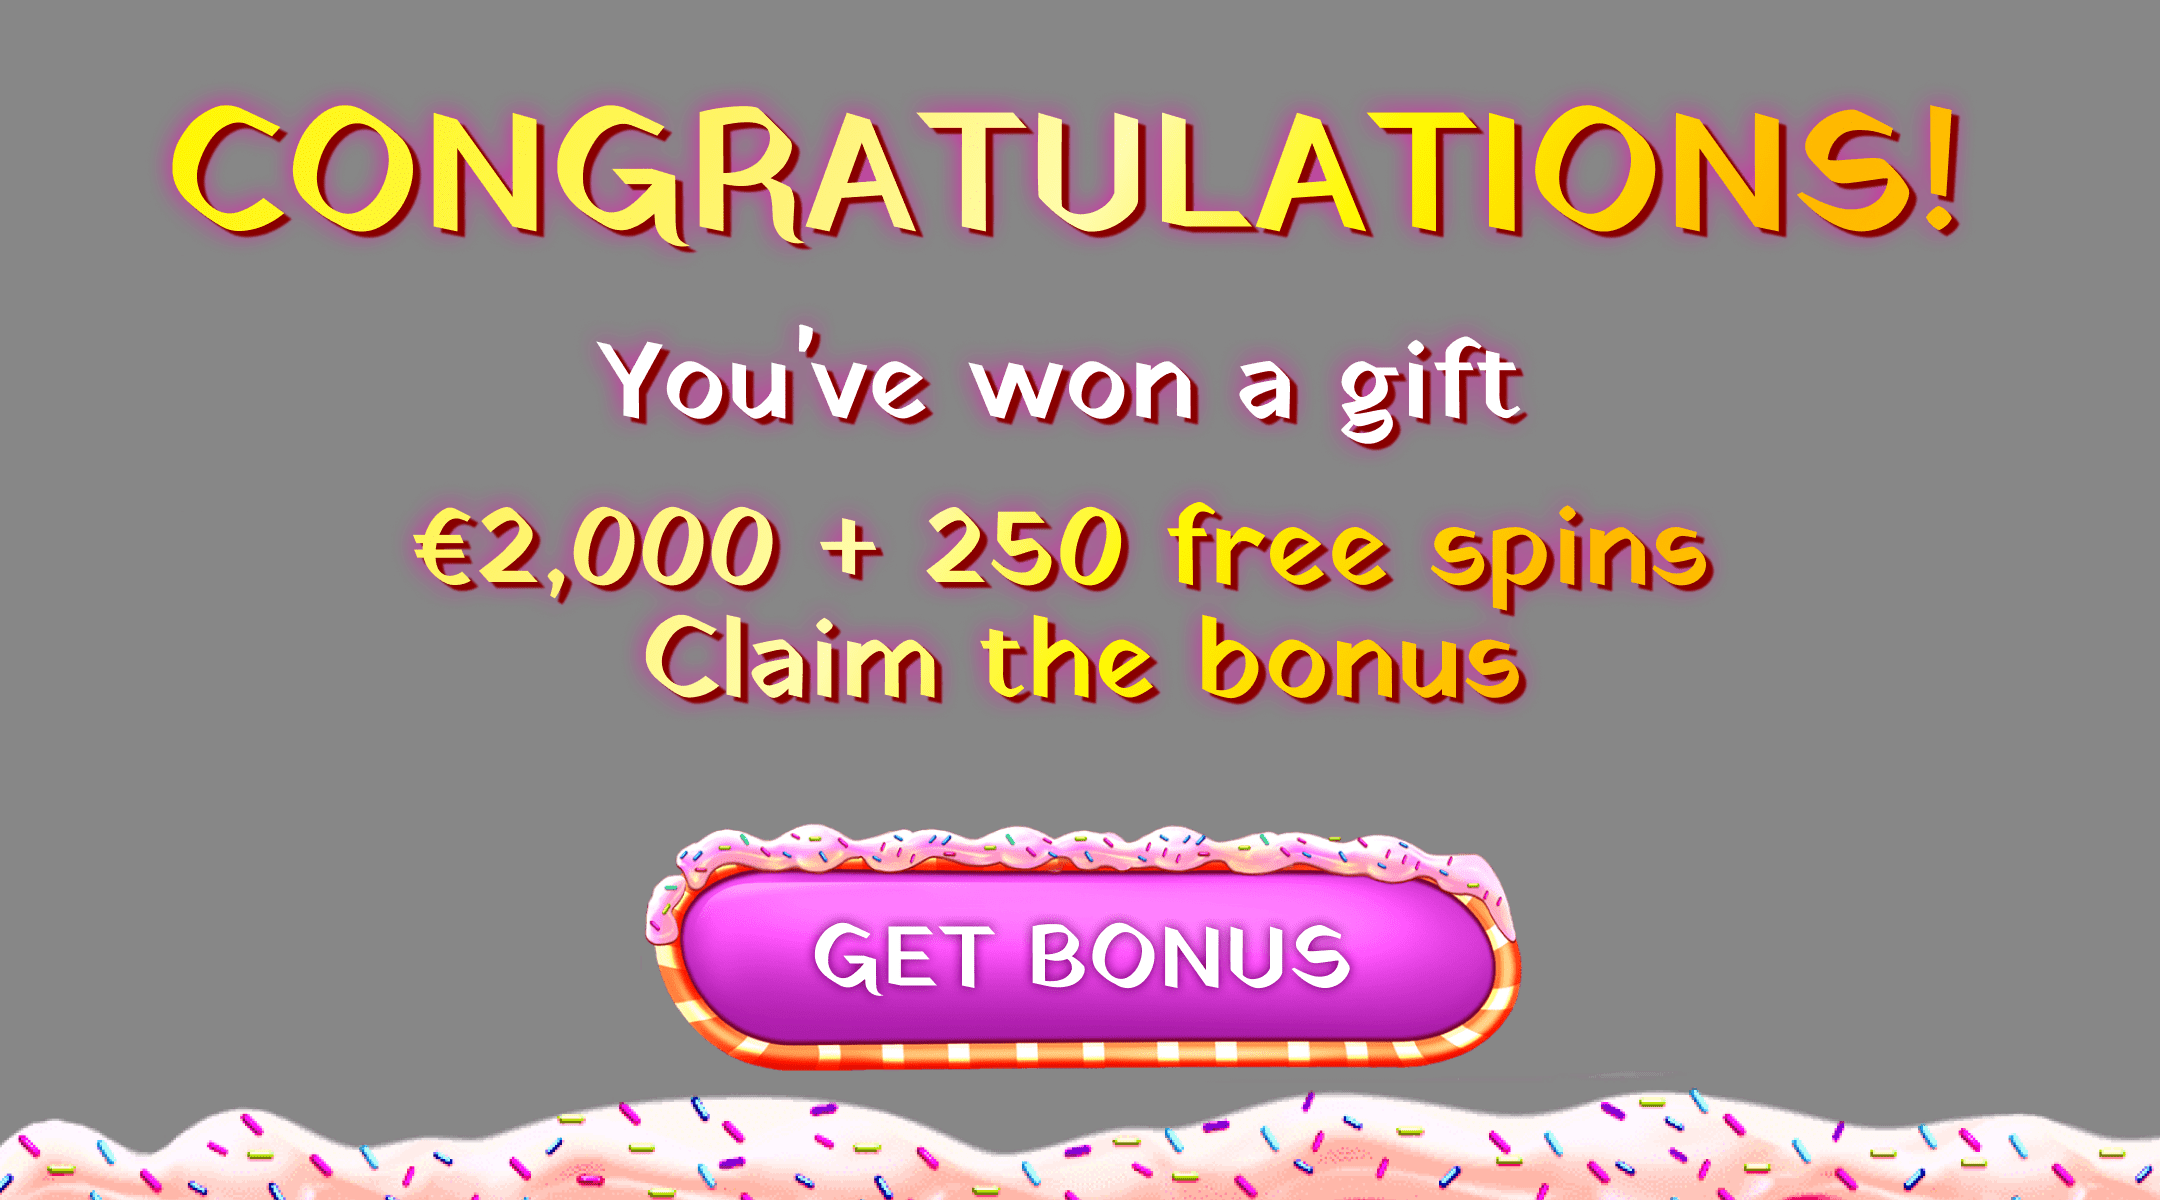 CONGRATULATIONS!
You've won a gift
€2,000 + 250 free spins
Claim the bonus
GET BONUS